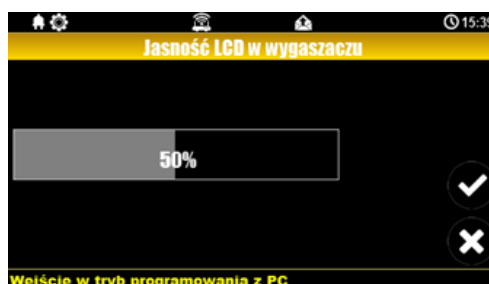 15:39
Jasność LCD w wygaszaczu
50%
Wejście w tryb programowania z PC